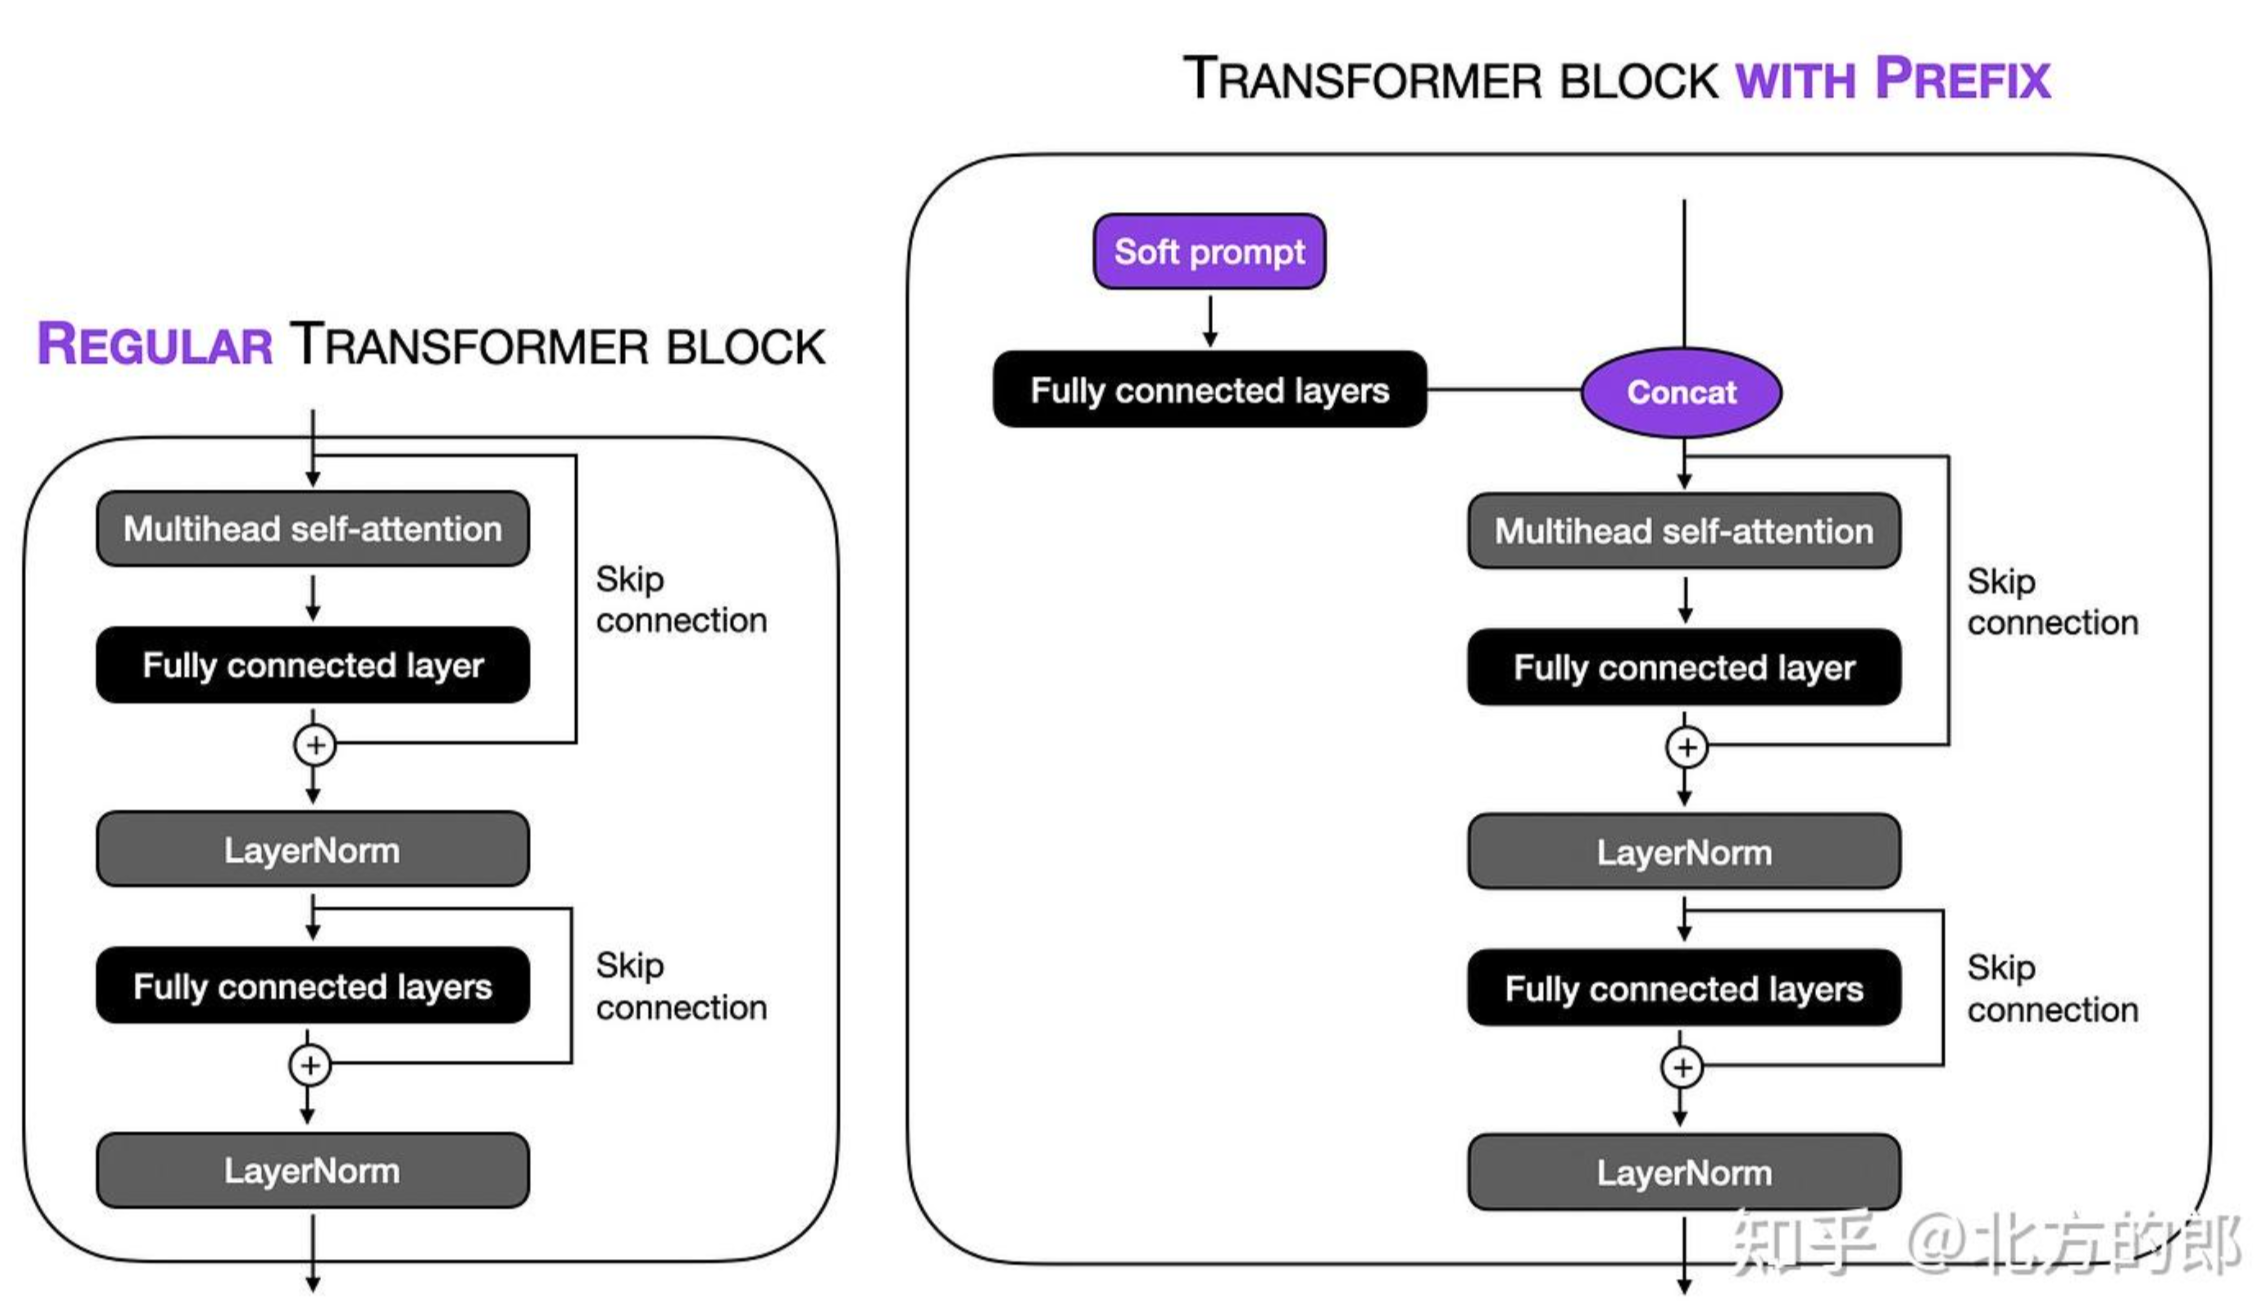 REGULAR TRANSFORMER BLOCK
Multihead self-attention
Fully connected layer
Skip
connection
LayerNorm
Fully connected layers
Skip
connection
LayerNorm
TRANSFORMER BLOCK WITH PREFIX
Soft prompt
Fully connected layers
Concat
Multihead self-attention
Fully connected layer
Skip
connection
LayerNorm
Fully connected layers
Skip
connection
LayerNorm
知乎 @北方的郎